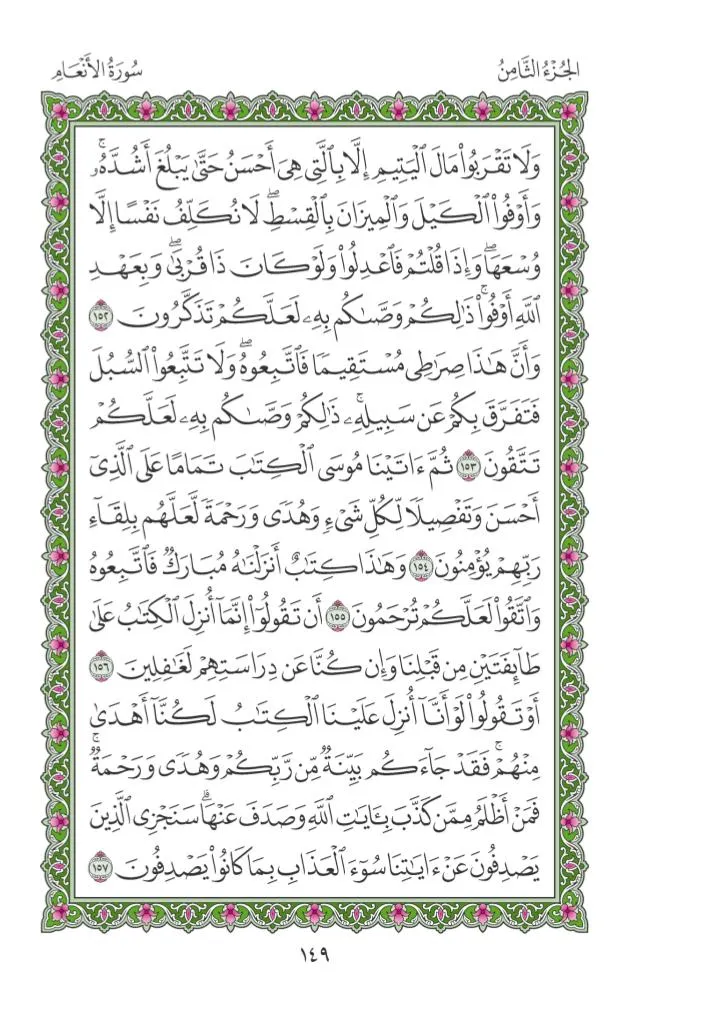 الجُزْءُ الثَّامِنُ
سُورَةُ الأَنْعَامِ
وَلَا تَقْرَبُوا۟ مَالَ ٱلْيَتِيمِ إِلَّا بِٱلَّتِى هِىَ أَحْسَنُ حَتَّىٰ يَبْلُغَ أَشُدَّهُۥۚ
وَأَوْفُوا۟ ٱلْكَيْلَ وَٱلْمِيزَانَ بِٱلْقِسْطِۖ لَا نُكَلِّفُ نَفْسًا إِلَّا
وُسْعَهَاۖ وَإِذَا قُلْتُمْ فَٱعْدِلُوا۟ وَلَوْ كَانَ ذَا قُرْبَىٰۖ وَبِعَهْدِ
ٱللَّهِ أَوْفُوا۟ۚ ذَٰلِكُمْ وَصَّىٰكُم بِهِۦ لَعَلَّكُمْ تَذَكَّرُونَ ١٥٢
وَأَنَّ هَٰذَا صِرَٰطِى مُسْتَقِيمًا فَٱتَّبِعُوهُۖ وَلَا تَتَّبِعُوا۟ ٱلسُّبُلَ
فَتَفَرَّقَ بِكُمْ عَن سَبِيلِهِۦۚ ذَٰلِكُمْ وَصَّىٰكُم بِهِۦ لَعَلَّكُمْ
تَتَّقُونَ ١٥٣ ثُمَّ ءَاتَيْنَا مُوسَى ٱلْكِتَٰبَ تَمَامًا عَلَى ٱلَّذِىٓ
أَحْسَنَ وَتَفْصِيلًا لِّكُلِّ شَىْءٍ وَهُدًى وَرَحْمَةً لَّعَلَّهُم بِلِقَآءِ
رَبِّهِمْ يُؤْمِنُونَ ١٥٤ وَهَٰذَا كِتَٰبٌ أَنزَلْنَٰهُ مُبَارَكٌ فَٱتَّبِعُوهُ
وَٱتَّقُوا۟ لَعَلَّكُمْ تُرْحَمُونَ ١٥٥ أَن تَقُولُوٓا۟ إِنَّمَآ أُنزِلَ ٱلْكِتَٰبُ عَلَىٰ
طَآئِفَتَيْنِ مِن قَبْلِنَا وَإِن كُنَّا عَن دِرَاسَتِهِمْ لَغَٰفِلِينَ ١٥٦
أَوْ تَقُولُوا۟ لَوْ أَنَّآ أُنزِلَ عَلَيْنَا ٱلْكِتَٰبُ لَكُنَّآ أَهْدَىٰ
مِنْهُمْۚ فَقَدْ جَآءَكُم بَيِّنَةٌ مِّن رَّبِّكُمْ وَهُدًى وَرَحْمَةٌۚ
فَمَنْ أَظْلَمُ مِمَّن كَذَّبَ بِـَٔايَٰتِ ٱللَّهِ وَصَدَفَ عَنْهَاۗ سَنَجْزِى ٱلَّذِينَ
يَصْدِفُونَ عَنْ ءَايَٰتِنَا سُوٓءَ ٱلْعَذَابِ بِمَا كَانُوا۟ يَصْدِفُونَ ١٥٧
١٤٩